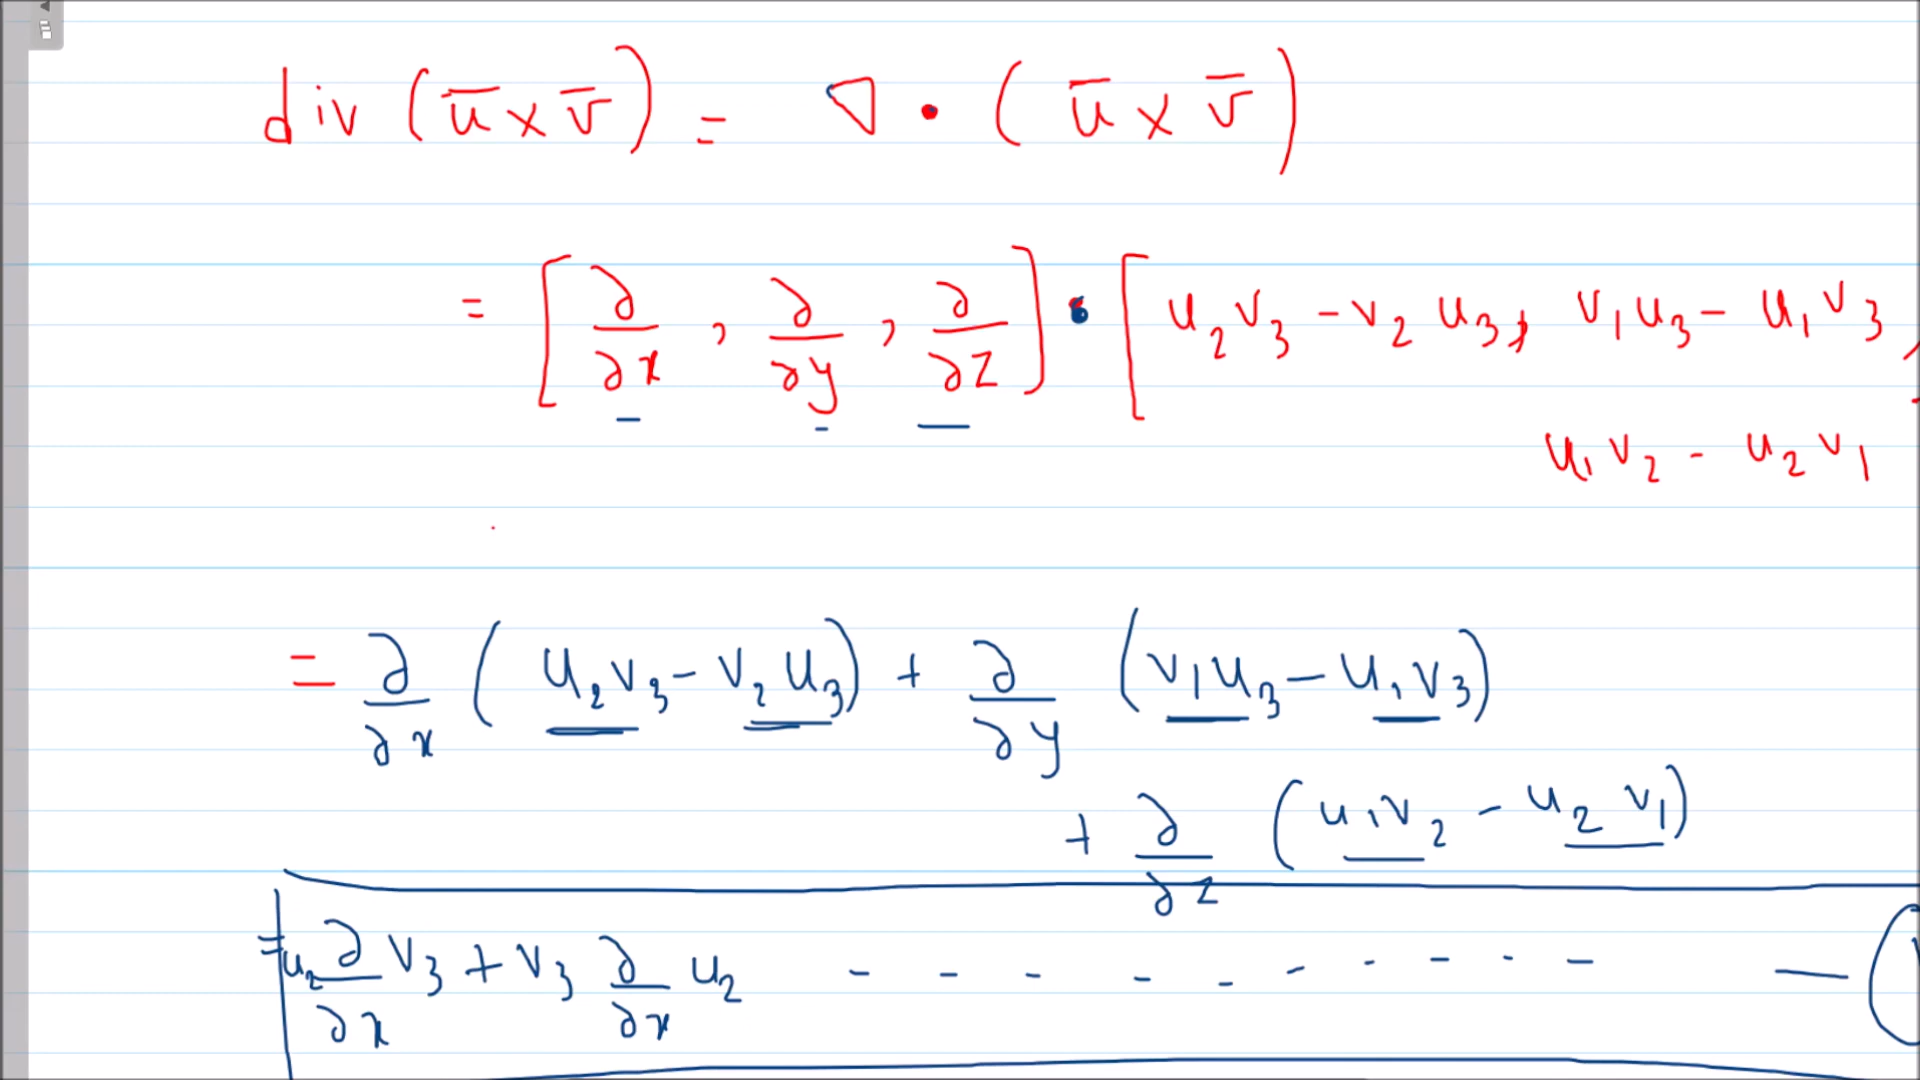 div (ū × v̄) = ∇ · (ū × v̄)
= [∂/∂x , ∂/∂y , ∂/∂z] · [u₂v₃ − v₂u₃, v₁u₃ − u₁v₃,
u₁v₂ − u₂v₁
= ∂/∂x (u₂v₃ − v₂u₃) + ∂/∂y (v₁u₃ − u₁v₃)
+ ∂/∂z (u₁v₂ − u₂v₁)
= u₂ ∂/∂x v₃ + v₃ ∂/∂x u₂ - - - - - - - - - - —